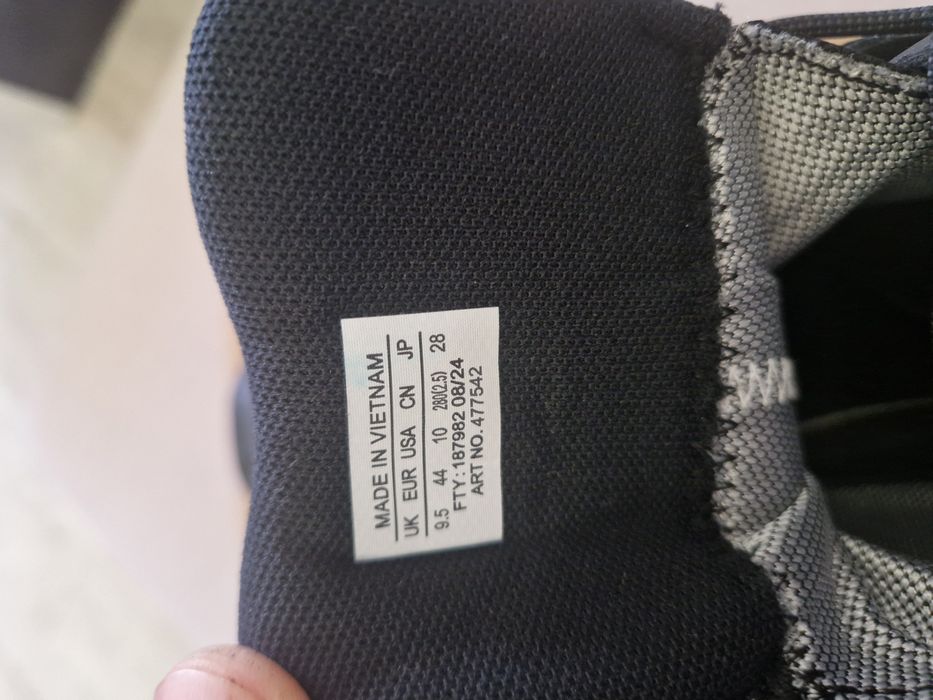 MADE IN VIETNAM
UK EUR USA CN JP
9.5 44 10 280(2.5) 28
FTY: 187982 08/24
ART NO. 477542